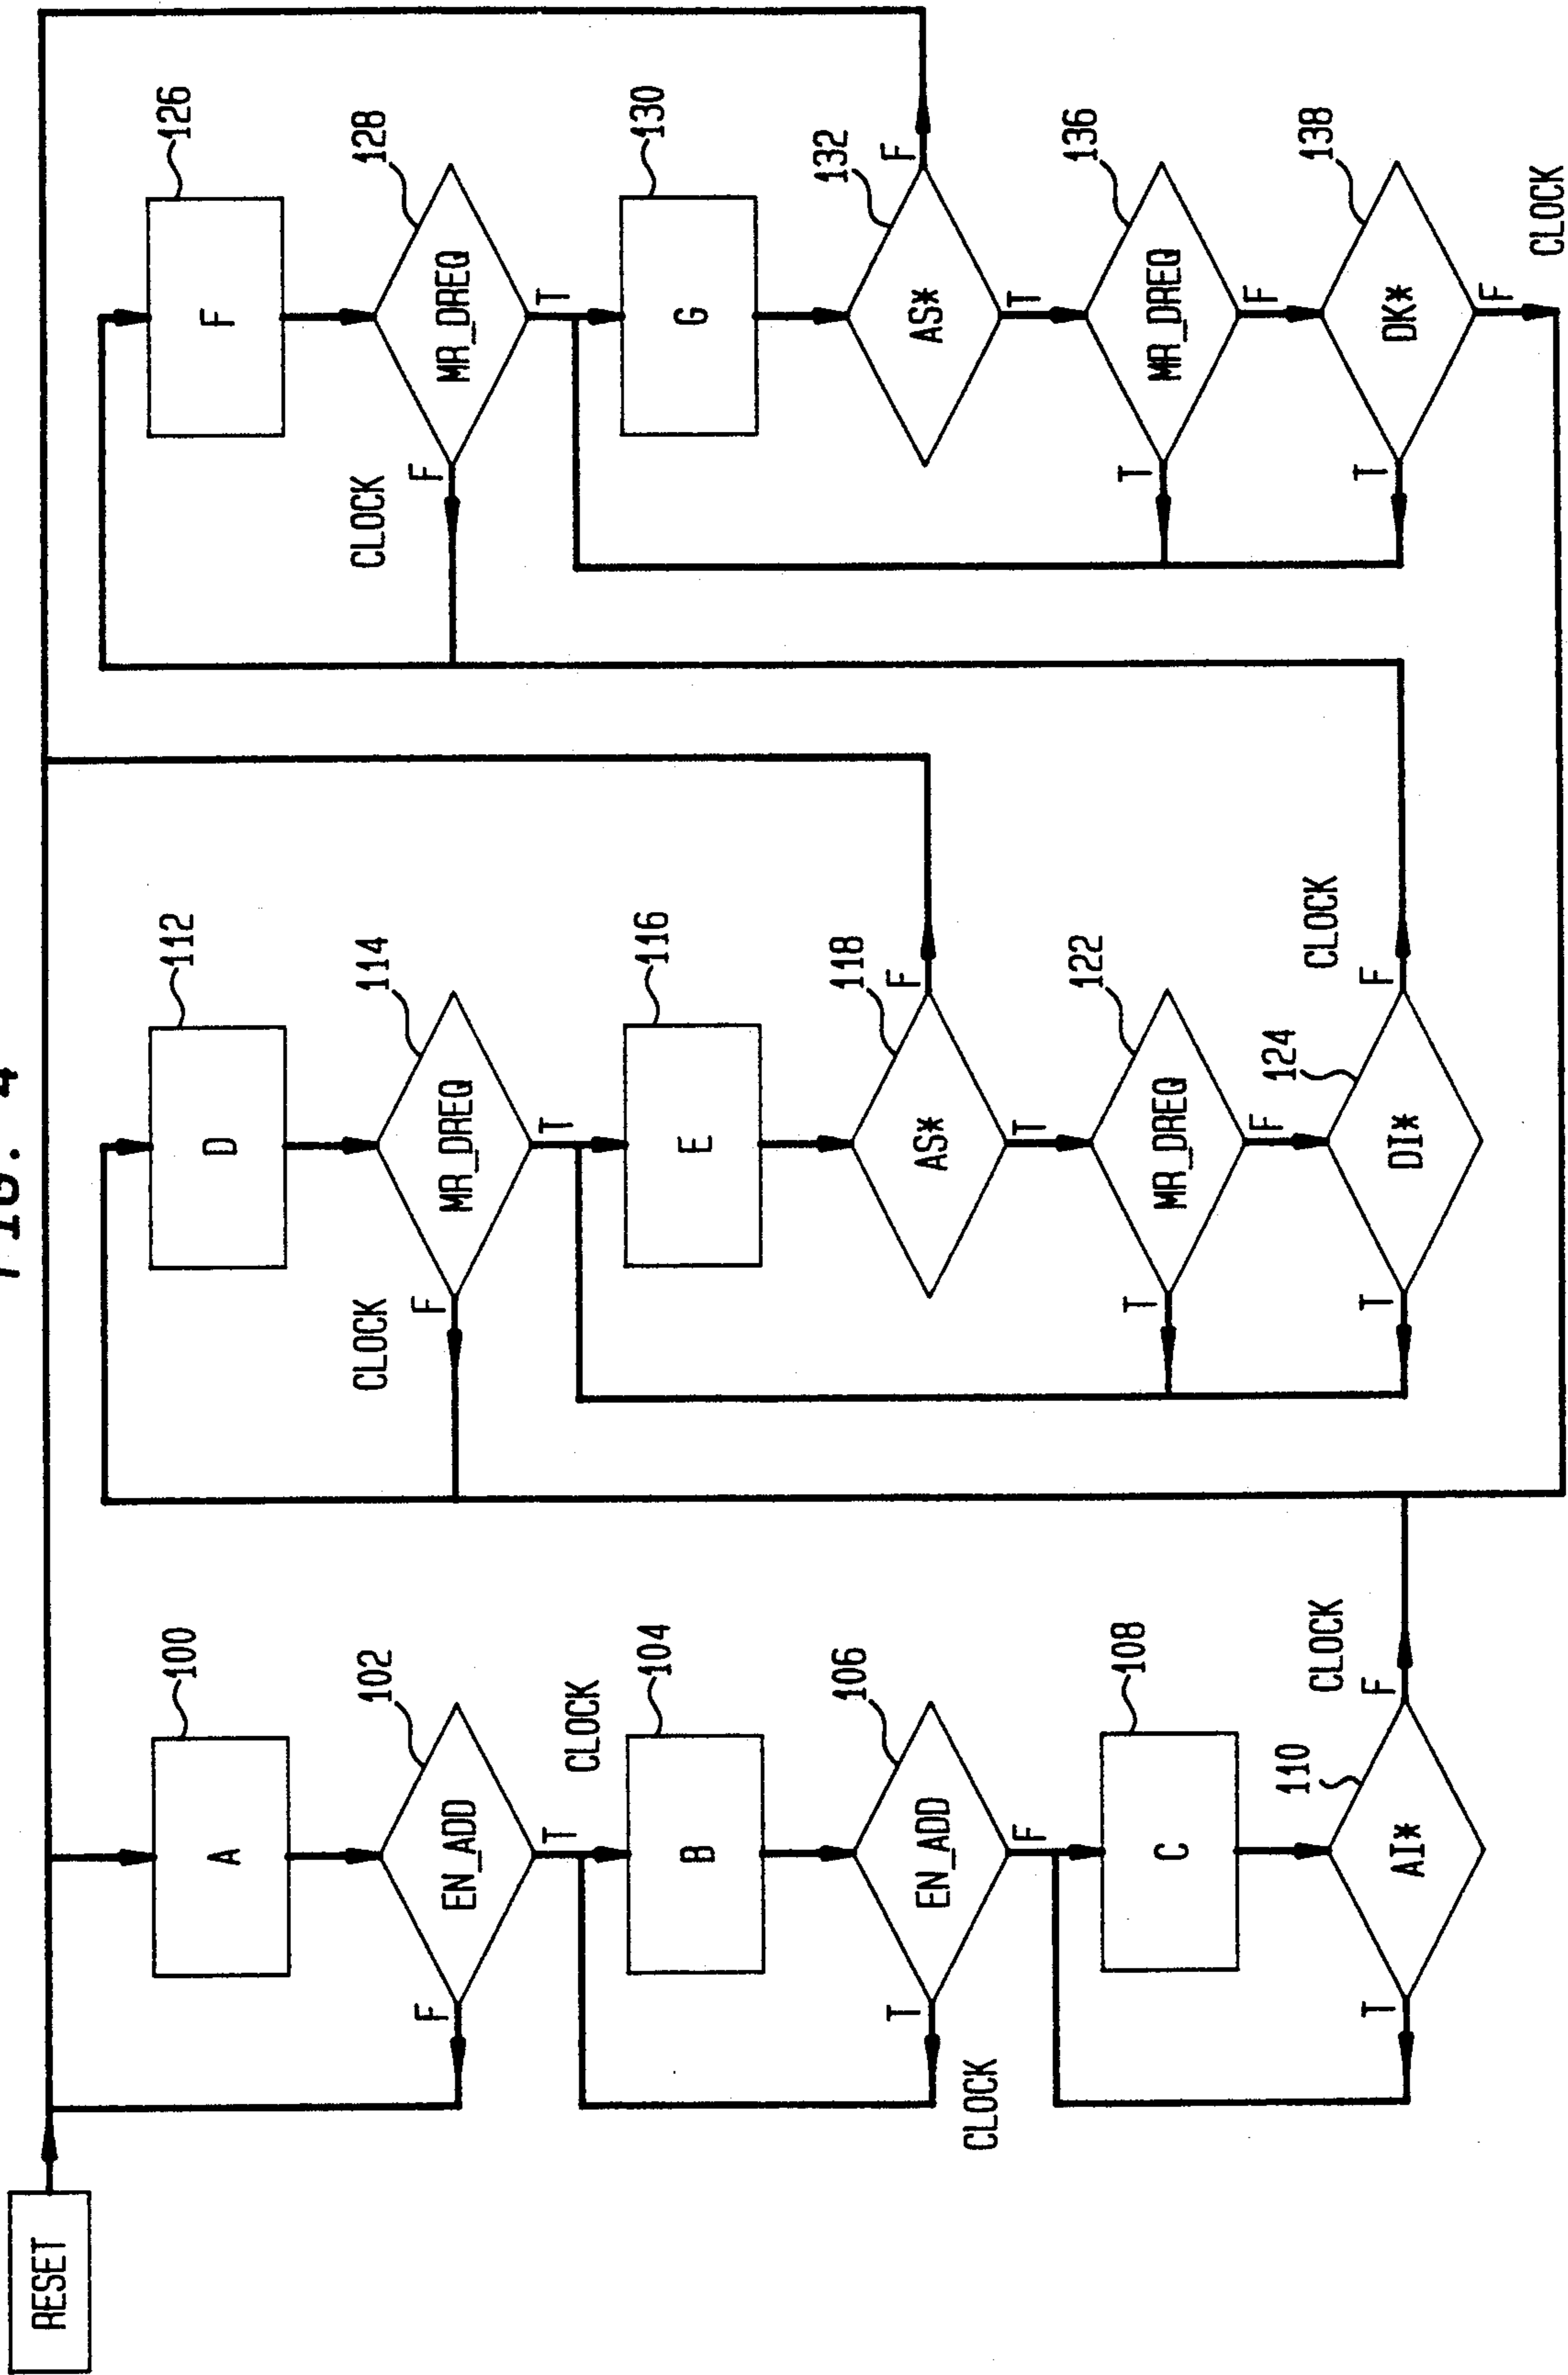 FIG. 4
RESET
A
100
EN_ADD
102
F
T
CLOCK
B
104
EN_ADD
106
T
F
CLOCK
C
108
AI*
110
T
F
CLOCK
D
112
MR_DREQ
114
F
T
CLOCK
E
116
AS*
118
F
T
MR_DREQ
122
T
F
DI*
124
T
F
CLOCK
F
126
MR_DREQ
128
F
T
CLOCK
G
130
AS*
132
F
T
MR_DREQ
136
T
F
DK*
138
T
F
CLOCK